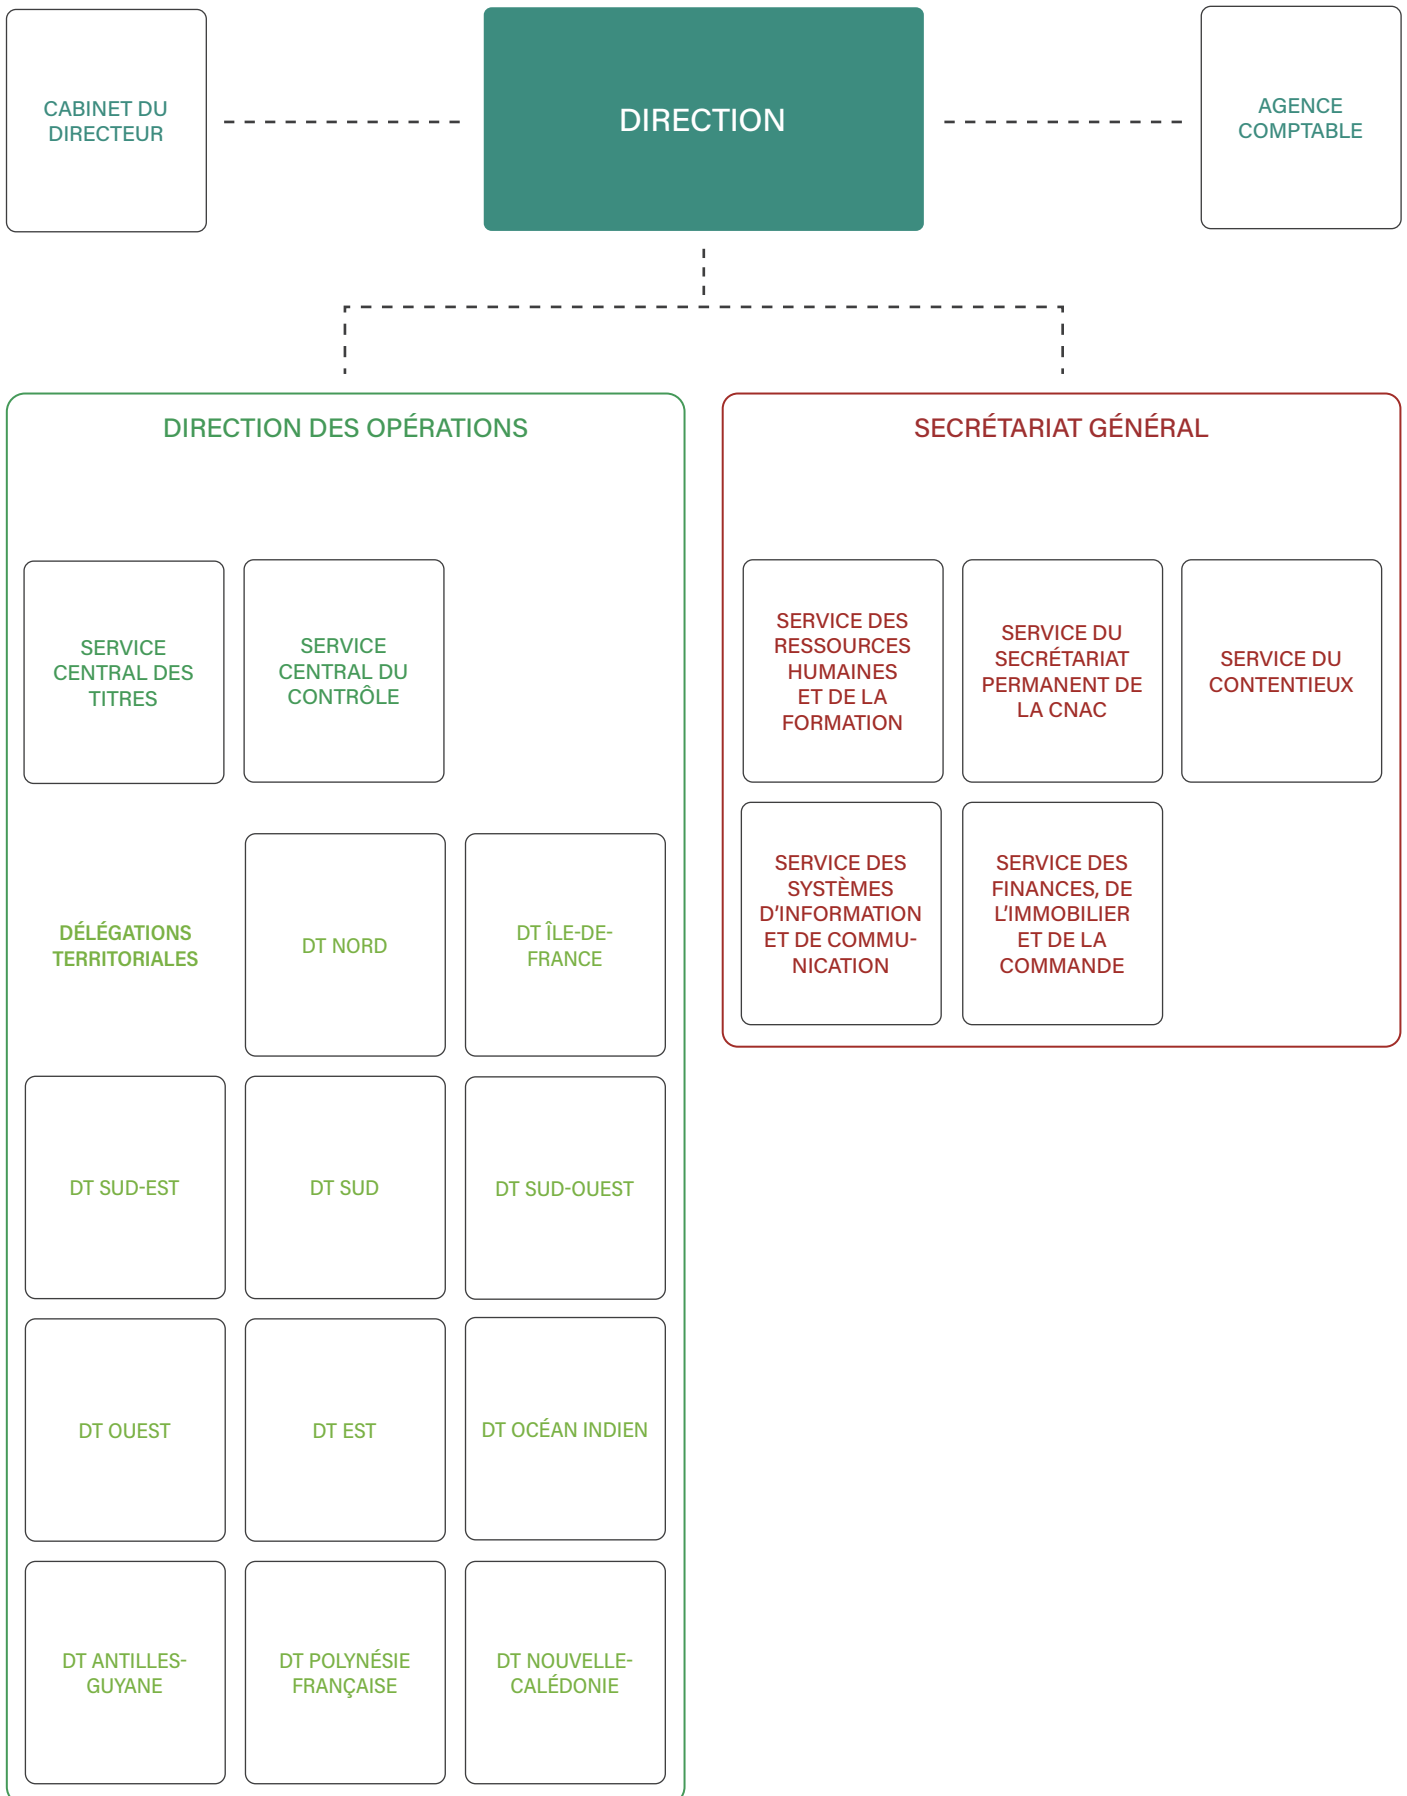 CABINET DU
DIRECTEUR
DIRECTION
AGENCE
COMPTABLE
DIRECTION DES OPÉRATIONS
SERVICE
CENTRAL DES
TITRES
SERVICE
CENTRAL DU
CONTRÔLE
DÉLÉGATIONS
TERRITORIALES
DT NORD
DT ÎLE-DE-
FRANCE
DT SUD-EST
DT SUD
DT SUD-OUEST
DT OUEST
DT EST
DT OCÉAN INDIEN
DT ANTILLES-
GUYANE
DT POLYNÉSIE
FRANÇAISE
DT NOUVELLE-
CALÉDONIE
SECRÉTARIAT GÉNÉRAL
SERVICE DES
RESSOURCES
HUMAINES
ET DE LA
FORMATION
SERVICE DU
SECRÉTARIAT
PERMANENT DE
LA CNAC
SERVICE DU
CONTENTIEUX
SERVICE DES
SYSTÈMES
D'INFORMATION
ET DE COMMU-
NICATION
SERVICE DES
FINANCES, DE
L'IMMOBILIER
ET DE LA
COMMANDE